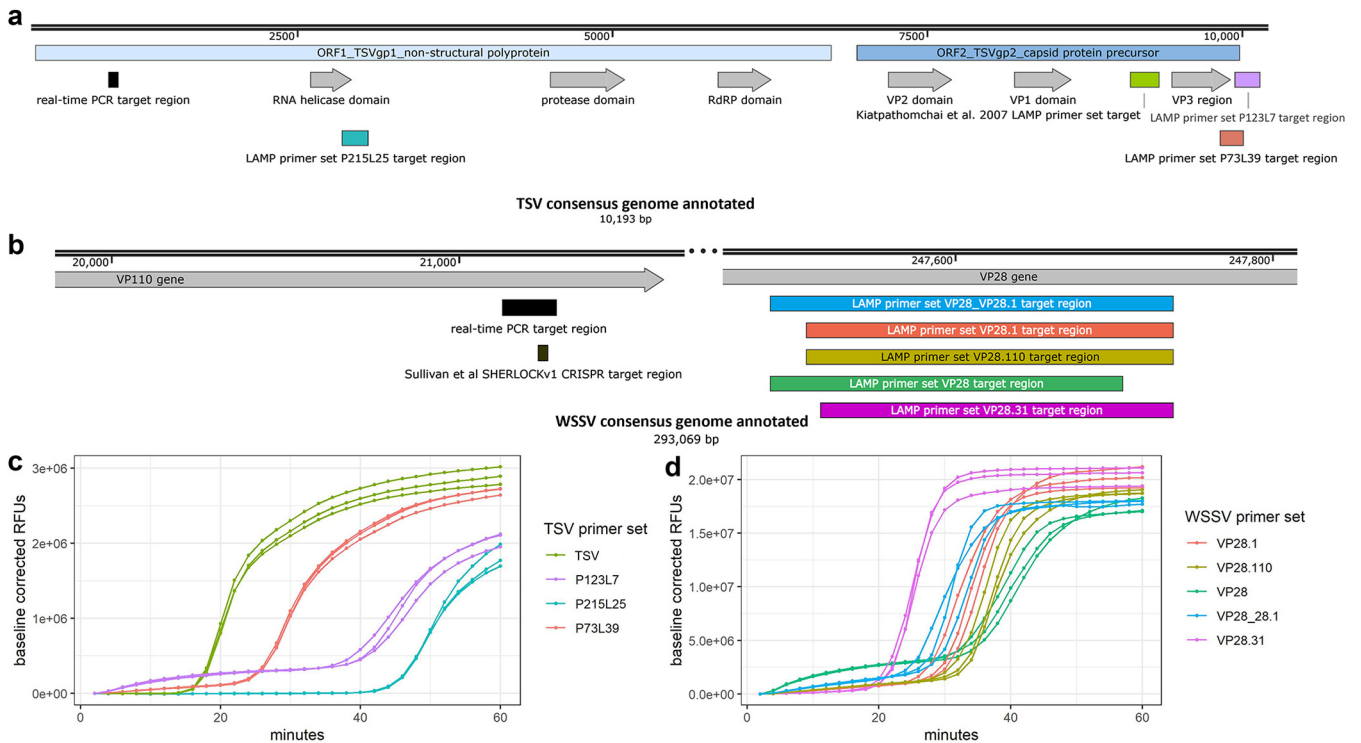 a
2500 5000 7500 10,000
ORF1_TSVgp1_non-structural polyprotein ORF2_TSVgp2_capsid protein precursor
real-time PCR target region RNA helicase domain protease domain RdRP domain VP2 domain VP1 domain VP3 region
Kiatpathomchai et al. 2007 LAMP primer set target LAMP primer set P123L7 target region
LAMP primer set P215L25 target region LAMP primer set P73L39 target region
TSV consensus genome annotated
10,193 bp
b
20,000 21,000 247,600 247,800
VP110 gene VP28 gene
LAMP primer set VP28_VP28.1 target region
real-time PCR target region LAMP primer set VP28.1 target region
LAMP primer set VP28.110 target region
Sullivan et al SHERLOCKv1 CRISPR target region LAMP primer set VP28 target region
LAMP primer set VP28.31 target region
WSSV consensus genome annotated
293,069 bp
c
baseline corrected RFUs
3e+06
2e+06
1e+06
0e+00
0 20 40 60
minutes
TSV primer set
TSV
P123L7
P215L25
P73L39
d
baseline corrected RFUs
2.0e+07
1.5e+07
1.0e+07
5.0e+06
0.0e+00
0 20 40 60
minutes
WSSV primer set
VP28.1
VP28.110
VP28
VP28_28.1
VP28.31